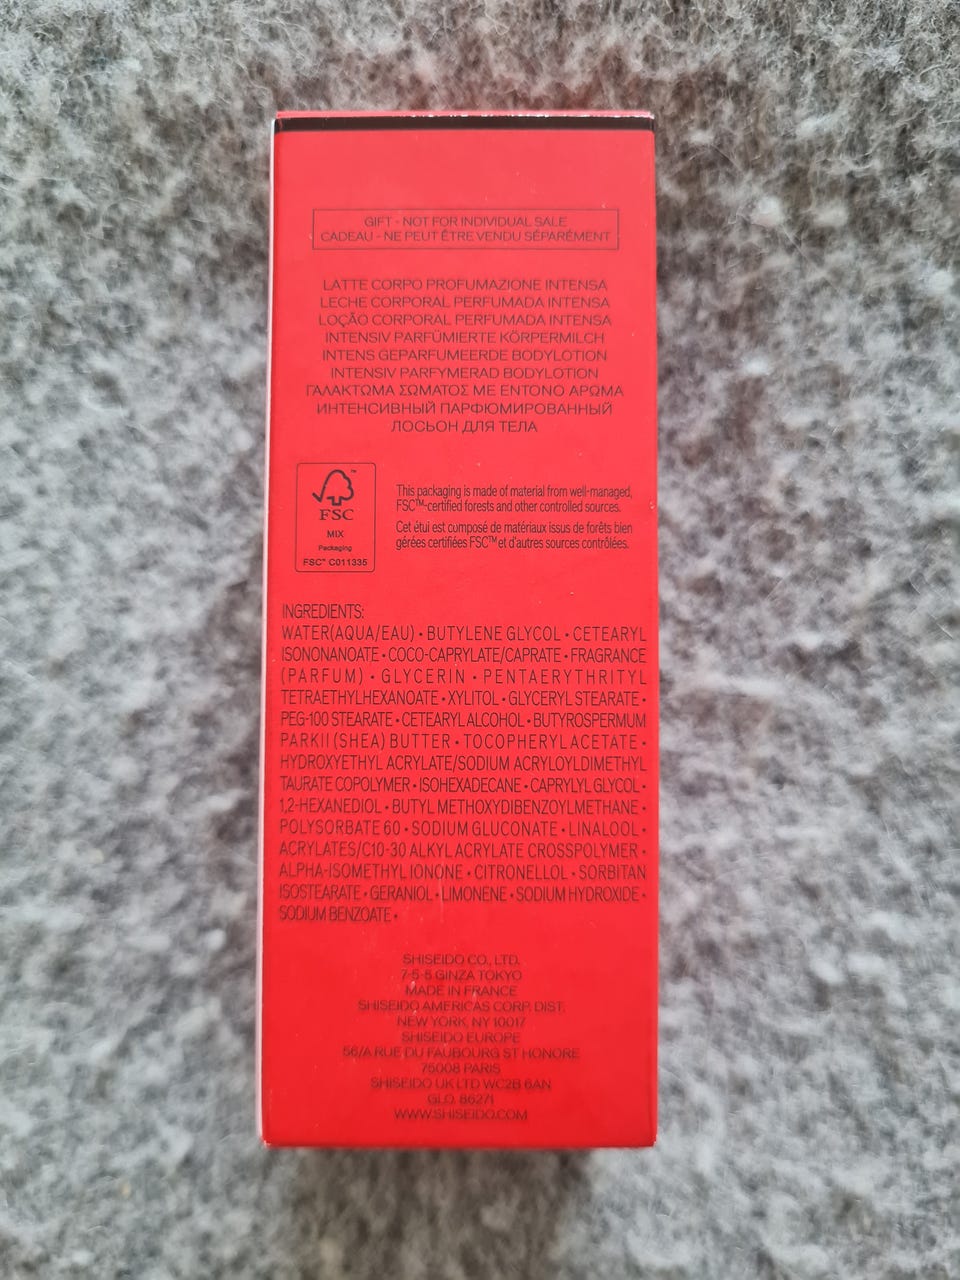 GIFT - NOT FOR INDIVIDUAL SALE
CADEAU - NE PEUT ÊTRE VENDU SÉPARÉMENT
LATTE CORPO PROFUMAZIONE INTENSA
LECHE CORPORAL PERFUMADA INTENSA
LOÇÃO CORPORAL PERFUMADA INTENSA
INTENSIV PARFÜMIERTE KÖRPERMILCH
INTENS GEPARFUMEERDE BODYLOTION
INTENSIV PARFYMERAD BODYLOTION
ΓΑΛΑΚΤΩΜΑ ΣΩΜΑΤΟΣ ΜΕ ΕΝΤΟΝΟ ΑΡΩΜΑ
ИНТЕНСИВНЫЙ ПАРФЮМИРОВАННЫЙ
ЛОСЬОН ДЛЯ ТЕЛА
™
FSC
MIX
Packaging
FSC™ C011335
This packaging is made of material from well-managed,
FSC™-certified forests and other controlled sources.
Cet étui est composé de matériaux issus de forêts bien
gérées certifiées FSC™ et d'autres sources contrôlées.
INGREDIENTS:
WATER(AQUA/EAU) • BUTYLENE GLYCOL • CETEARYL
ISONONANOATE • COCO-CAPRYLATE/CAPRATE • FRAGRANCE
(PARFUM) • GLYCERIN • PENTAERYTHRITYL
TETRAETHYLHEXANOATE • XYLITOL • GLYCERYL STEARATE •
PEG-100 STEARATE • CETEARYL ALCOHOL • BUTYROSPERMUM
PARKII (SHEA) BUTTER • TOCOPHERYL ACETATE •
HYDROXYETHYL ACRYLATE/SODIUM ACRYLOYLDIMETHYL
TAURATE COPOLYMER • ISOHEXADECANE • CAPRYLYL GLYCOL •
1,2-HEXANEDIOL • BUTYL METHOXYDIBENZOYLMETHANE •
POLYSORBATE 60 • SODIUM GLUCONATE • LINALOOL •
ACRYLATES/C10-30 ALKYL ACRYLATE CROSSPOLYMER •
ALPHA-ISOMETHYL IONONE • CITRONELLOL • SORBITAN
ISOSTEARATE • GERANIOL • LIMONENE • SODIUM HYDROXIDE •
SODIUM BENZOATE •
SHISEIDO CO., LTD.
7-5-5 GINZA TOKYO
MADE IN FRANCE
SHISEIDO AMERICAS CORP. DIST.
NEW YORK, NY 10017
SHISEIDO EUROPE
56/A RUE DU FAUBOURG ST HONORE
75008 PARIS
SHISEIDO UK LTD WC2B 6AN
GLO. 86271
WWW.SHISEIDO.COM